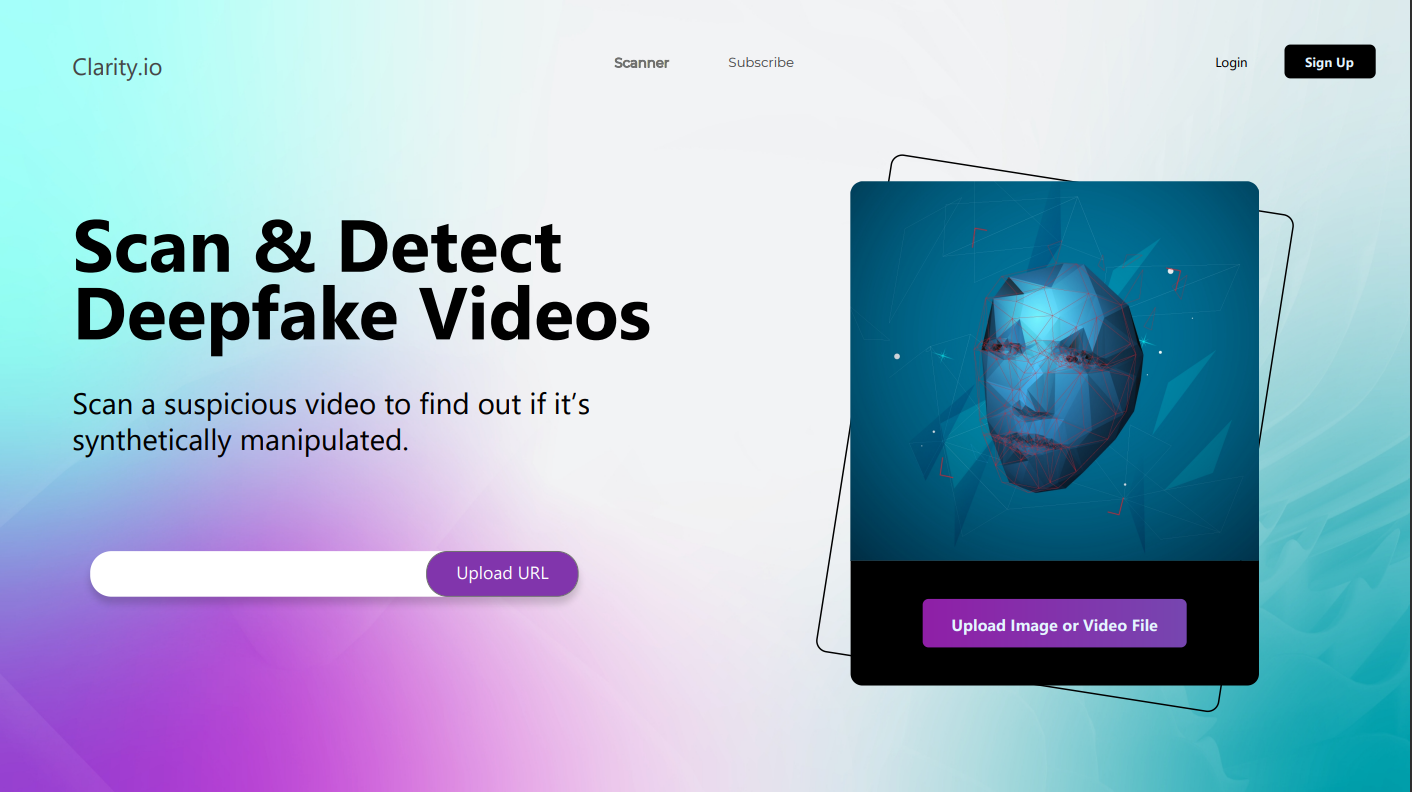 Clarity.io
Scanner
Subscribe
Login
Sign Up
Scan & Detect
Deepfake Videos
Scan a suspicious video to find out if it’s
synthetically manipulated.
Upload URL
Upload Image or Video File